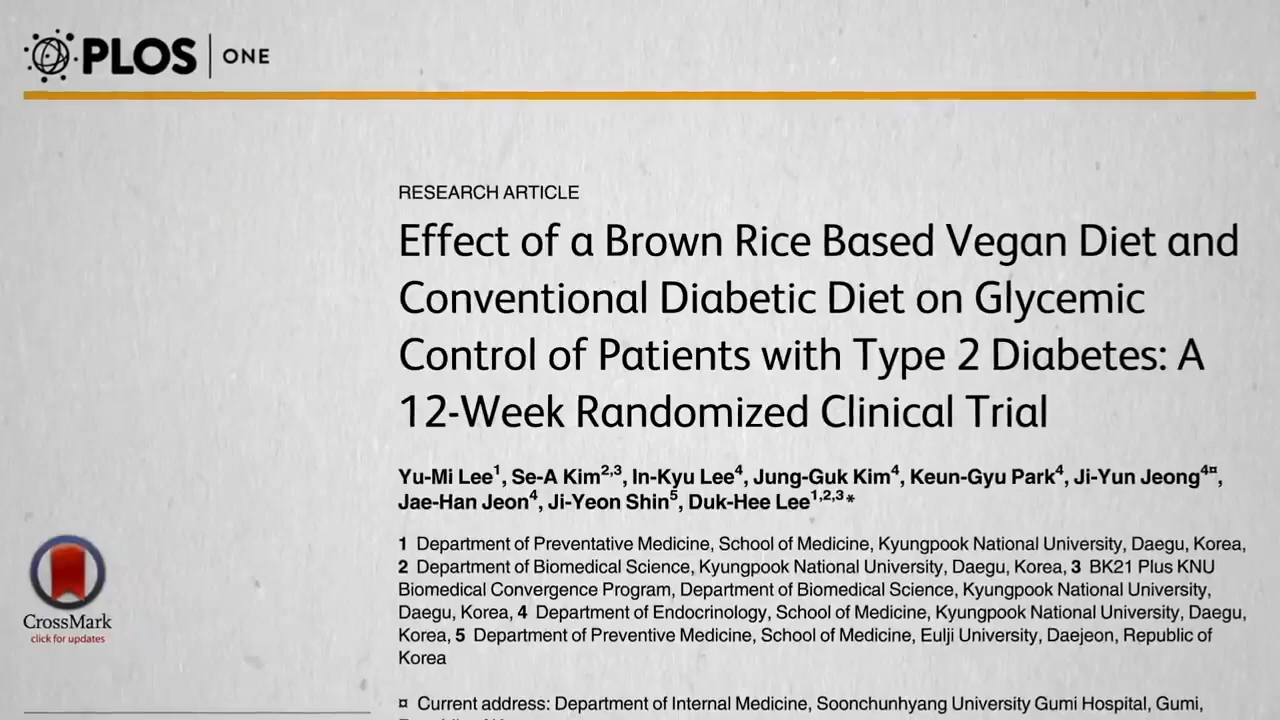 PLOS | ONE
RESEARCH ARTICLE
Effect of a Brown Rice Based Vegan Diet and
Conventional Diabetic Diet on Glycemic
Control of Patients with Type 2 Diabetes: A
12-Week Randomized Clinical Trial
Yu-Mi Lee1, Se-A Kim2,3, In-Kyu Lee4, Jung-Guk Kim4, Keun-Gyu Park4, Ji-Yun Jeong4¤,
Jae-Han Jeon4, Ji-Yeon Shin5, Duk-Hee Lee1,2,3*
1 Department of Preventative Medicine, School of Medicine, Kyungpook National University, Daegu, Korea,
2 Department of Biomedical Science, Kyungpook National University, Daegu, Korea, 3 BK21 Plus KNU
Biomedical Convergence Program, Department of Biomedical Science, Kyungpook National University,
Daegu, Korea, 4 Department of Endocrinology, School of Medicine, Kyungpook National University, Daegu,
Korea, 5 Department of Preventive Medicine, School of Medicine, Eulji University, Daejeon, Republic of
Korea
CrossMark
click for updates
¤ Current address: Department of Internal Medicine, Soonchunhyang University Gumi Hospital, Gumi,